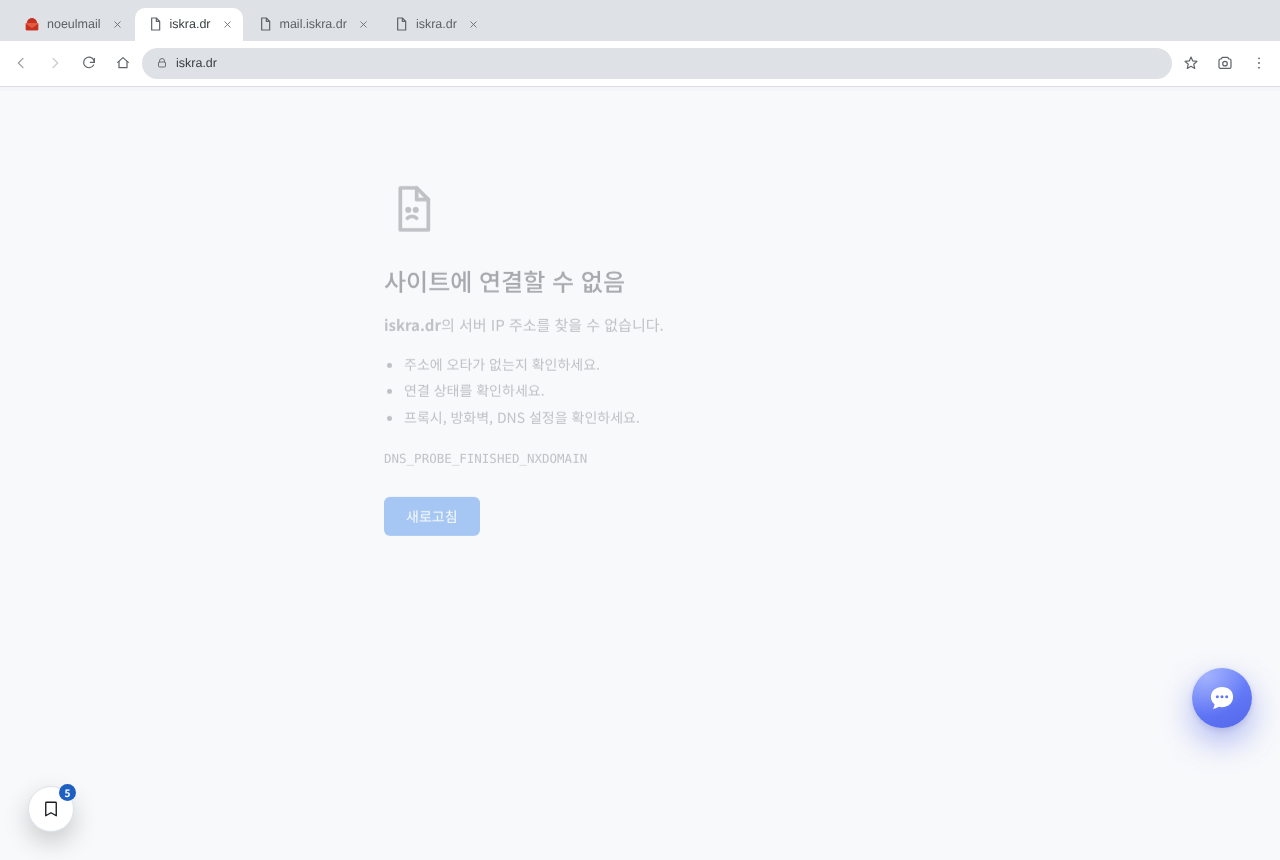 noeulmail
iskra.dr
mail.iskra.dr
iskra.dr
iskra.dr
사이트에 연결할 수 없음
iskra.dr의 서버 IP 주소를 찾을 수 없습니다.
주소에 오타가 없는지 확인하세요.
연결 상태를 확인하세요.
프록시, 방화벽, DNS 설정을 확인하세요.
DNS_PROBE_FINISHED_NXDOMAIN
새로고침
5